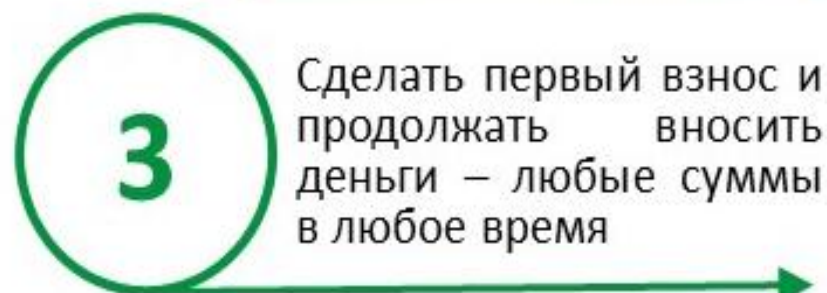 3
Сделать первый взнос и
продолжать вносить
деньги – любые суммы
в любое время